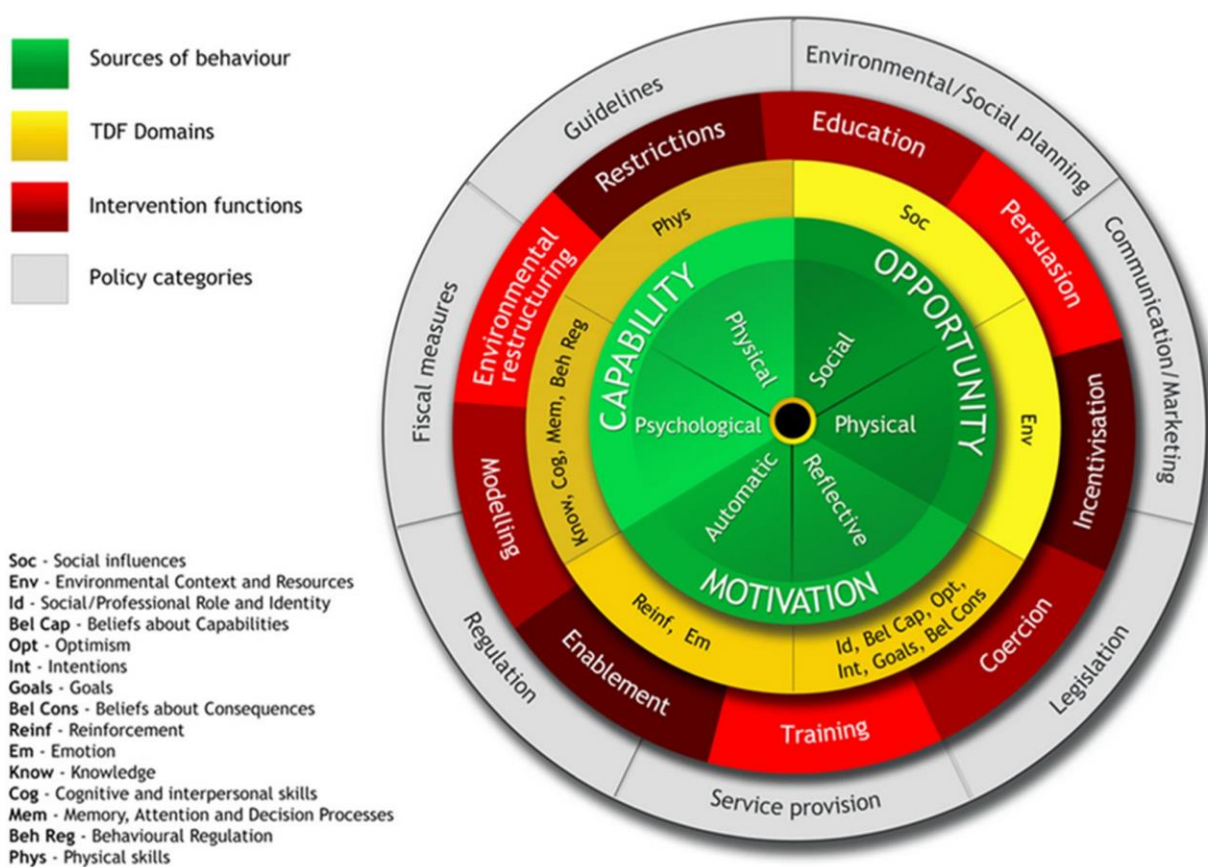 Sources of behaviour
TDF Domains
Intervention functions
Policy categories
Guidelines
Environmental/Social planning
Communication/Marketing
Legislation
Service provision
Regulation
Fiscal measures
Restrictions
Education
Persuasion
Incentivisation
Coercion
Training
Enablement
Modelling
Environmental
restructuring
Phys
Soc
Env
Id, Bel Cap, Opt,
Int, Goals, Bel Cons
Reinf, Em
Know, Cog, Mem, Beh Reg
CAPABILITY
OPPORTUNITY
MOTIVATION
Physical
Social
Physical
Reflective
Automatic
Psychological
Soc - Social influences
Env - Environmental Context and Resources
Id - Social/Professional Role and Identity
Bel Cap - Beliefs about Capabilities
Opt - Optimism
Int - Intentions
Goals - Goals
Bel Cons - Beliefs about Consequences
Reinf - Reinforcement
Em - Emotion
Know - Knowledge
Cog - Cognitive and interpersonal skills
Mem - Memory, Attention and Decision Processes
Beh Reg - Behavioural Regulation
Phys - Physical skills